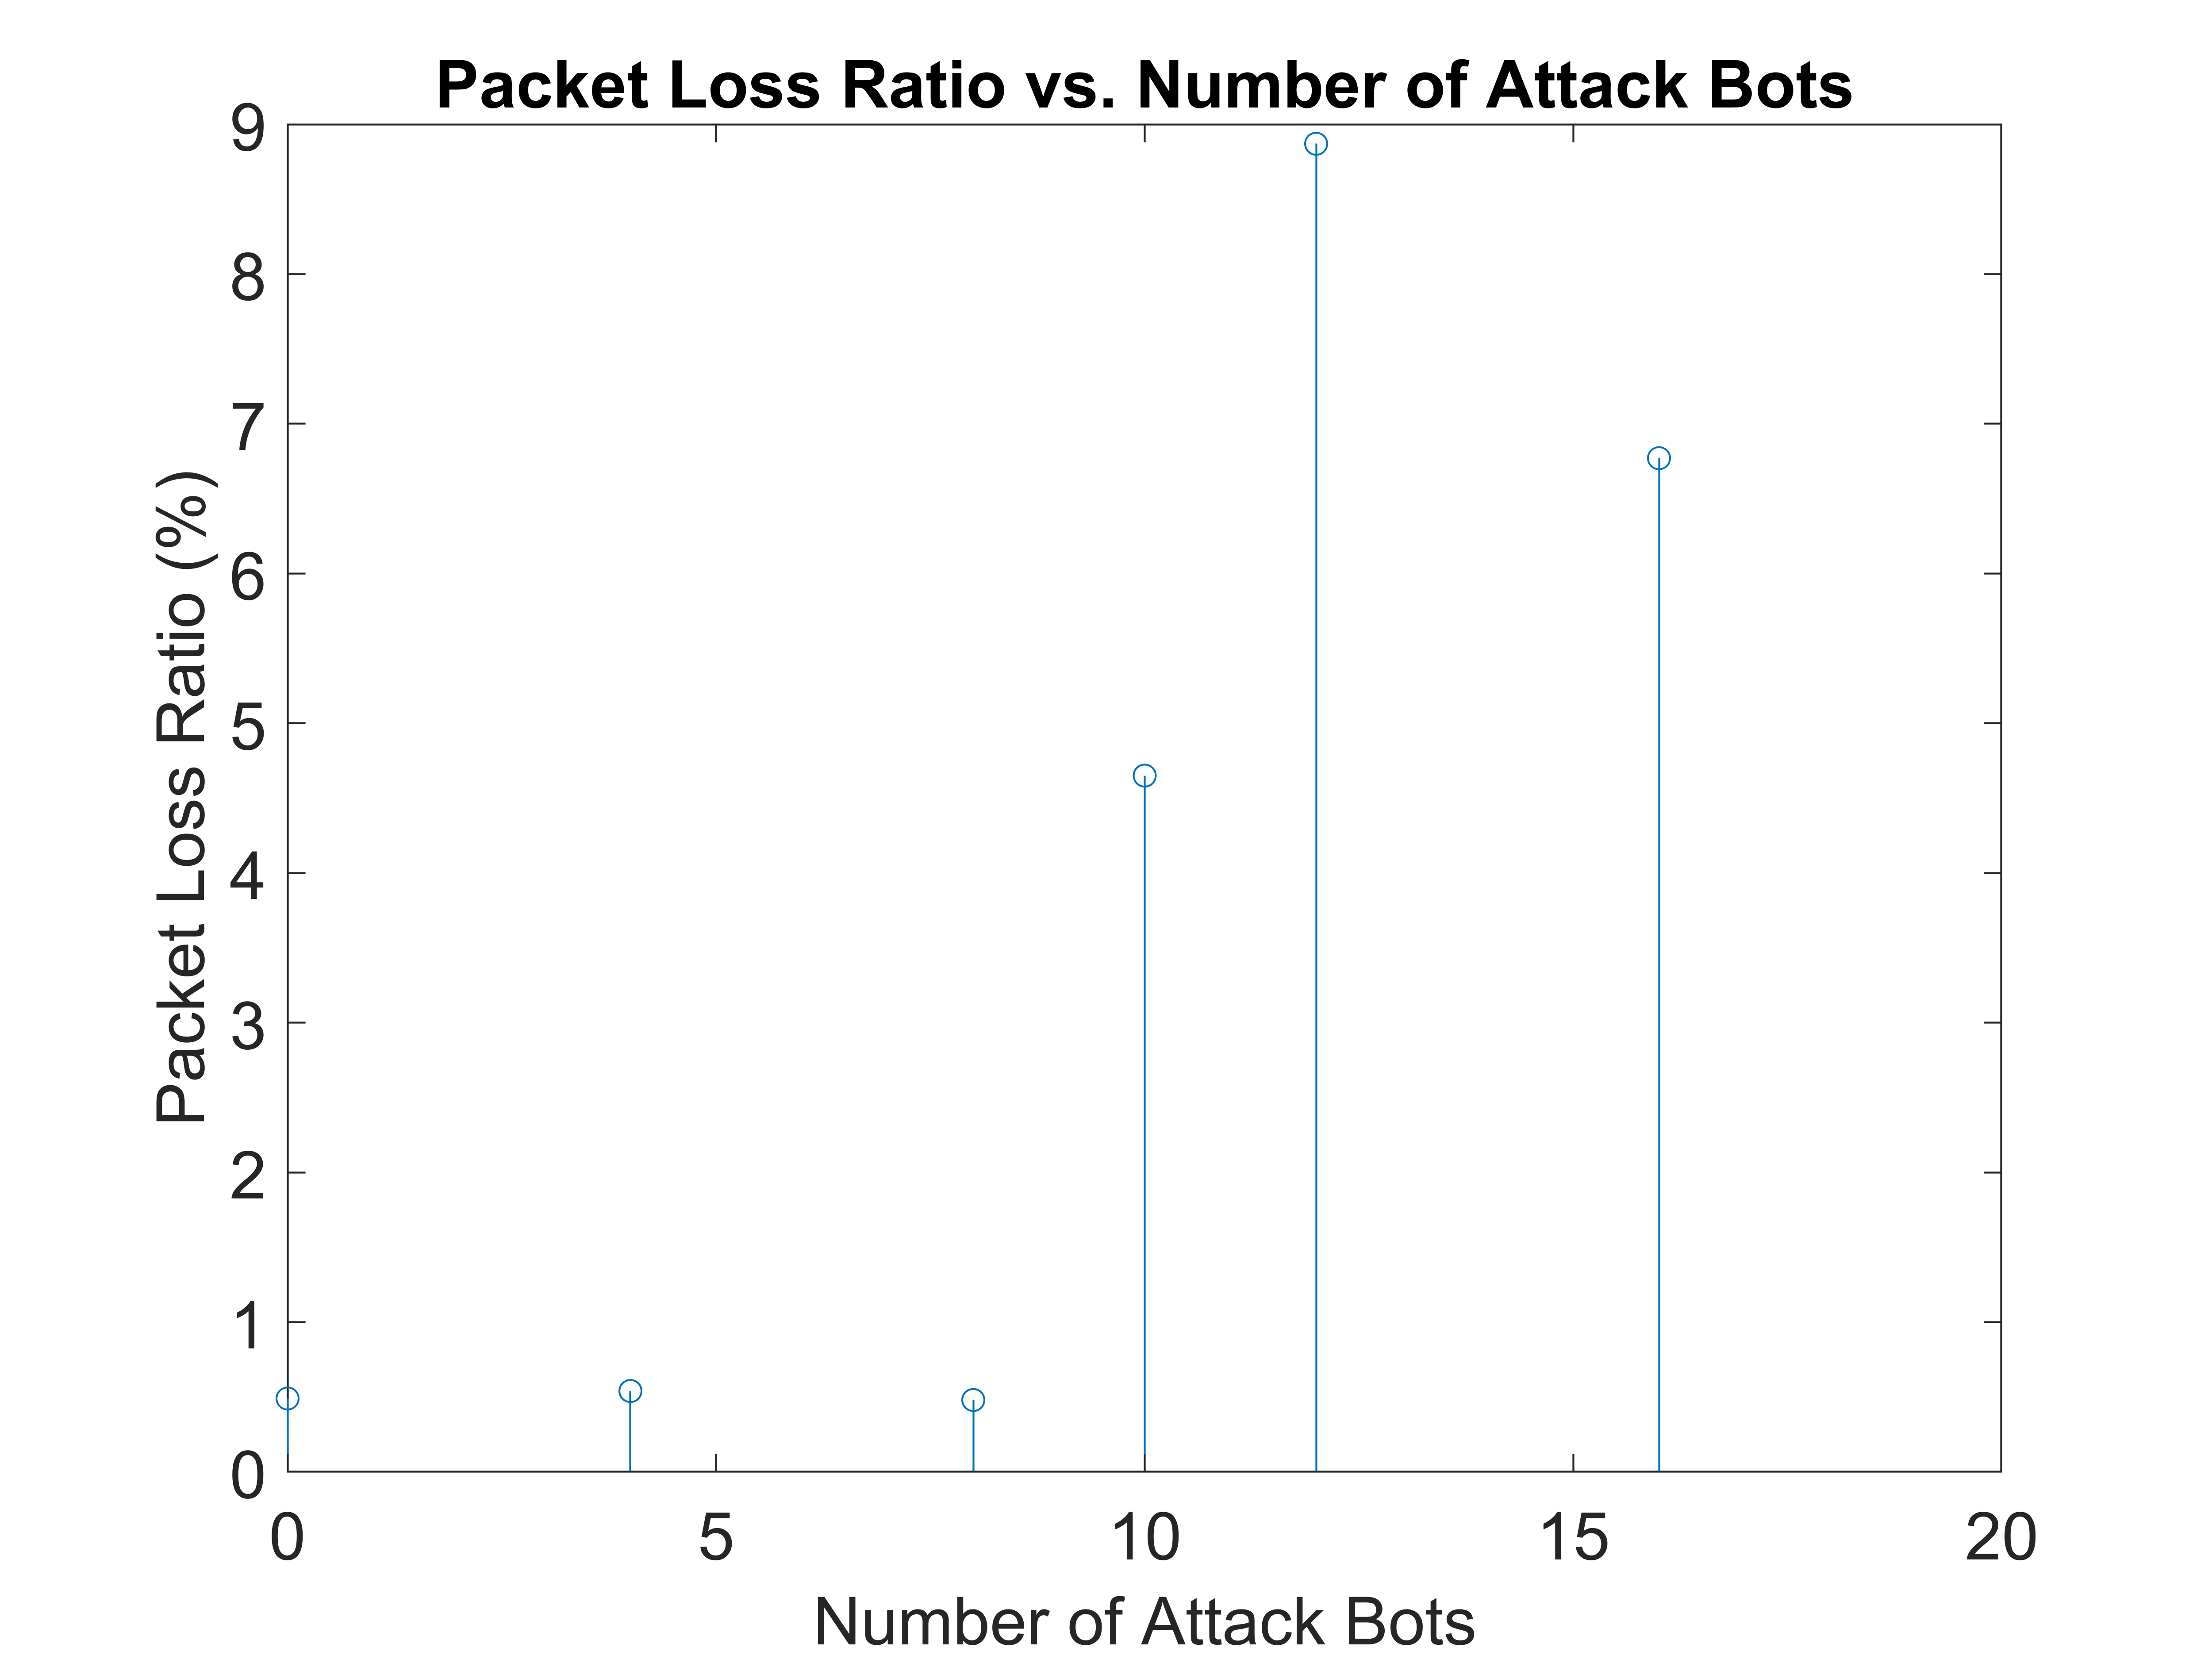 Packet Loss Ratio vs. Number of Attack Bots
9
8
7
6
5
4
3
2
1
0
Packet Loss Ratio (%)
0 5 10 15 20
Number of Attack Bots